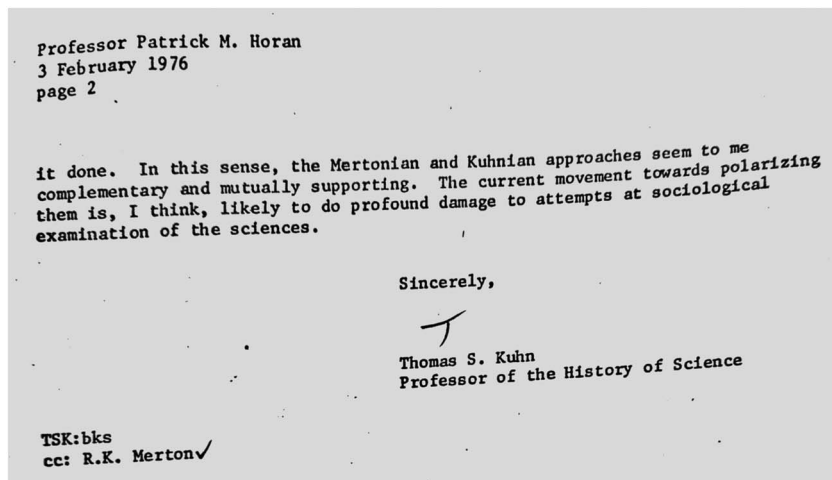 Professor Patrick M. Horan
3 February 1976
page 2
it done. In this sense, the Mertonian and Kuhnian approaches seem to me
complementary and mutually supporting. The current movement towards polarizing
them is, I think, likely to do profound damage to attempts at sociological
examination of the sciences.
Sincerely,
T
Thomas S. Kuhn
Professor of the History of Science
TSK:bks
cc: R.K. Merton✓